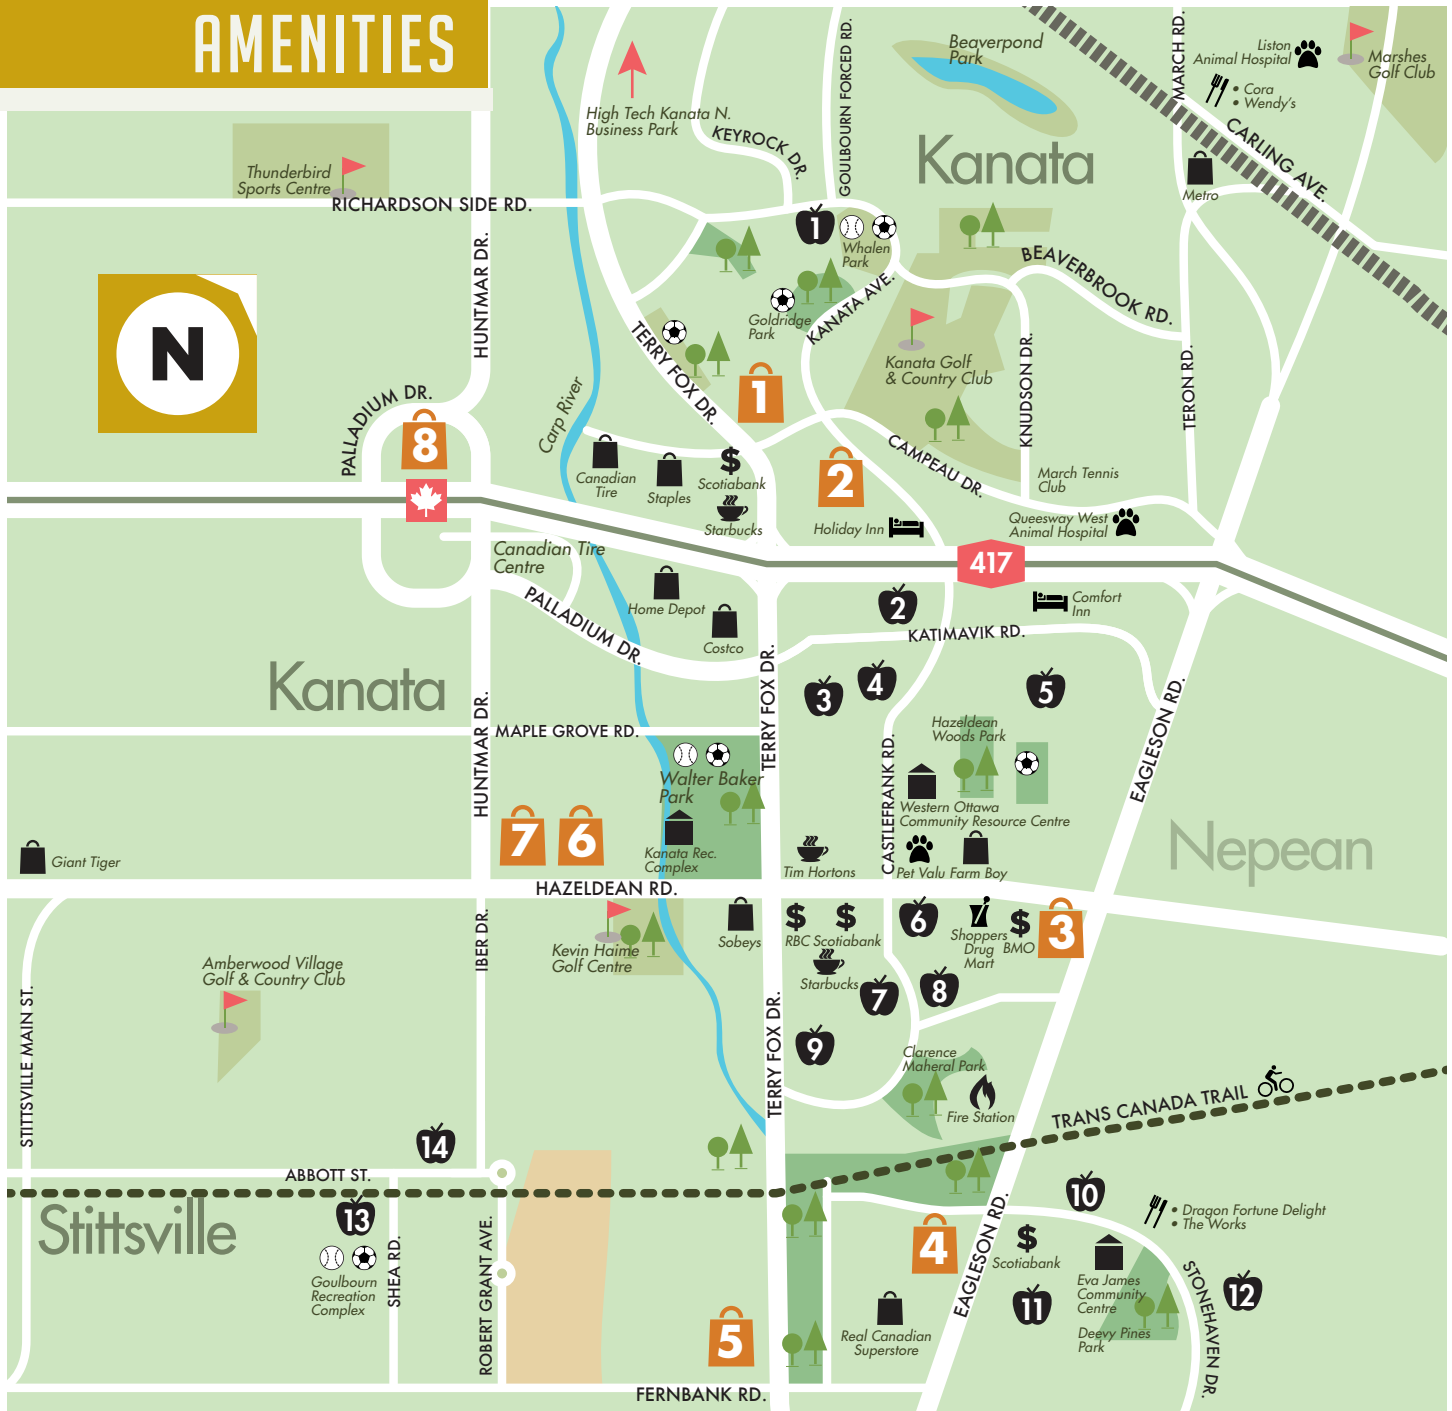 AMENITIES
Thunderbird
Sports Centre
RICHARDSON SIDE RD.
HUNTMAR DR.
N
High Tech Kanata N.
Business Park
KEYROCK DR.
GOULBOURN FORCED RD.
Beaverpond
Park
Kanata
MARCH RD.
Liston
Animal Hospital
• Cora
• Wendy's
Marshes
Golf Club
CARLING AVE.
Metro
1
Whalen
Park
BEAVERBROOK RD.
Goldridge
Park
KANATA AVE.
TERRY FOX DR.
Kanata Golf
& Country Club
KNUDSON DR.
TERON RD.
PALLADIUM DR.
8
Carp River
1
2
CAMPEAU DR.
Canadian
Tire
Staples
Scotiabank
Starbucks
Holiday Inn
March Tennis
Club
Queesway West
Animal Hospital
417
Canadian Tire
Centre
Home Depot
Costco
PALLADIUM DR.
2
Comfort
Inn
KATIMAVIK RD.
Kanata
3
4
5
TERRY FOX DR.
HUNTMAR DR.
MAPLE GROVE RD.
EAGLESON RD.
Hazeldean
Woods Park
CASTLEFRANK RD.
Walter Baker
Park
Western Ottawa
Community Resource Centre
7
6
Kanata Rec.
Complex
Giant Tiger
Tim Hortons
Pet Valu
Farm Boy
Nepean
HAZELDEAN RD.
IBER DR.
Kevin Haime
Golf Centre
Sobeys
RBC
Scotiabank
6
Shoppers
Drug
Mart
BMO
3
Starbucks
7
8
Amberwood Village
Golf & Country Club
STITTSVILLE MAIN ST.
TERRY FOX DR.
9
Clarence
Maheral Park
Fire Station
TRANS CANADA TRAIL
14
ABBOTT ST.
Stittsville
13
Goulbourn
Recreation
Complex
SHEA RD.
ROBERT GRANT AVE.
10
• Dragon Fortune Delight
• The Works
4
EAGLESON RD.
Scotiabank
Eva James
Community
Centre
Deevy Pines
Park
11
12
STONEHAVEN DR.
5
Real Canadian
Superstore
FERNBANK RD.